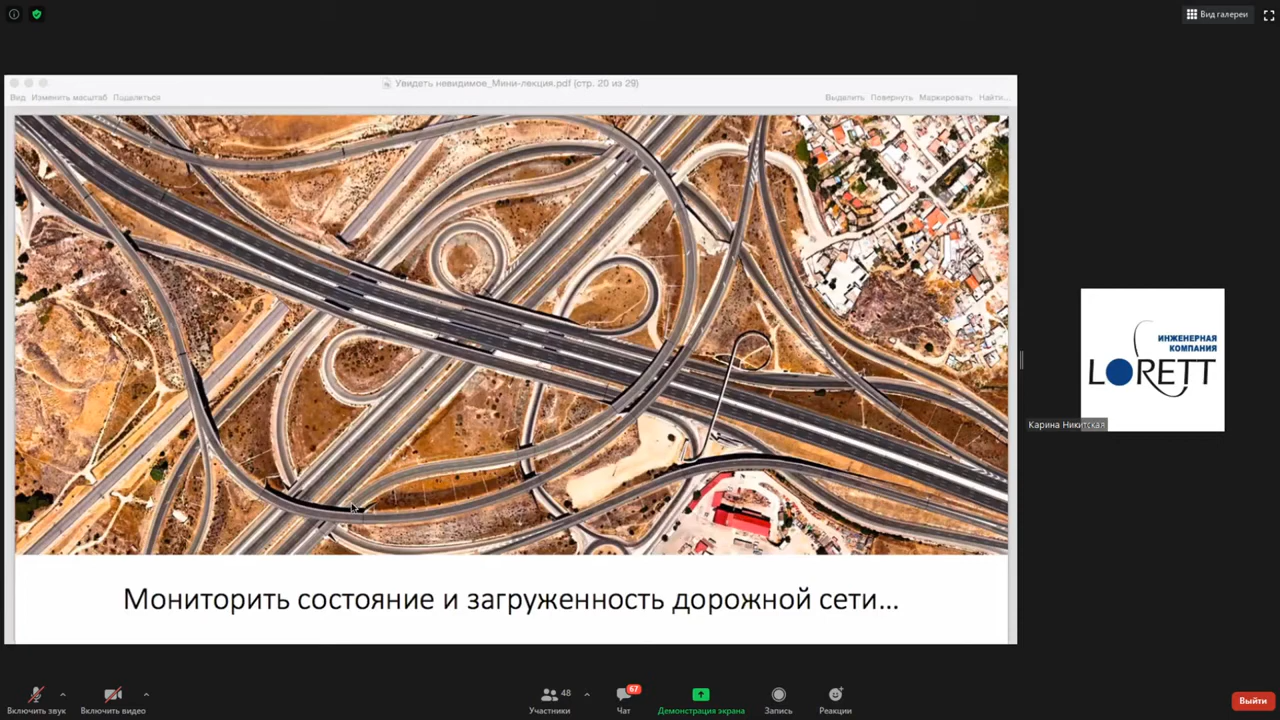 Вид галереи
Увидеть невидимое_Мини-лекция.pdf (стр. 20 из 29)
Вид Изменить масштаб Поделиться
Выделить Повернуть Маркировать Найти...
ИНЖЕНЕРНАЯ
КОМПАНИЯ
LORETT
Карина Никитская
Мониторить состояние и загруженность дорожной сети...
48
67
Включить звук
Включить видео
Участники
Чат
Демонстрация экрана
Запись
Реакции
Выйти